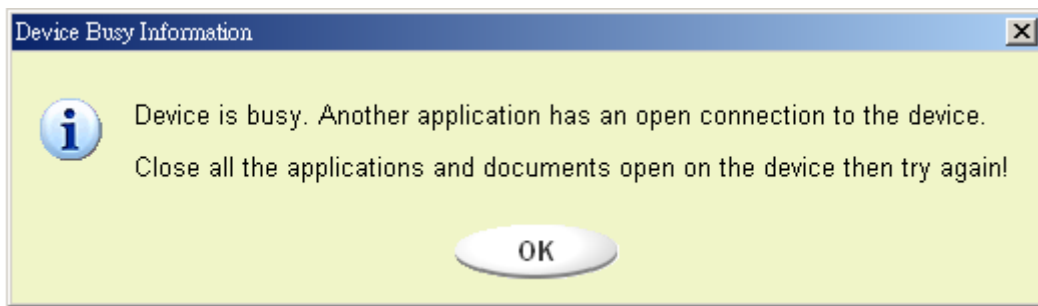 Device Busy Information
Device is busy. Another application has an open connection to the device.
Close all the applications and documents open on the device then try again!
OK